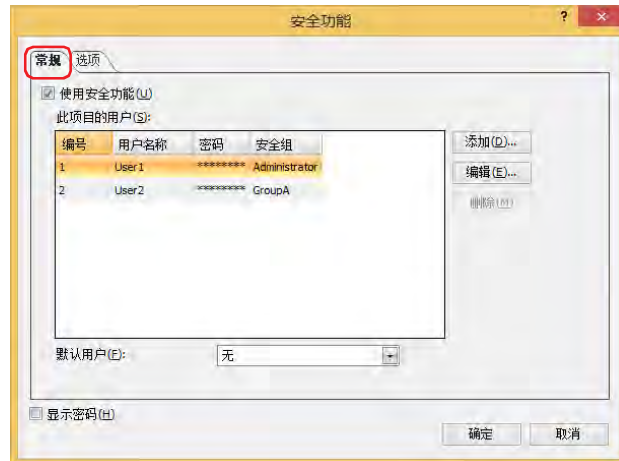 安全功能 ?
常规 选项
使用安全功能(U)
此项目的用户(S):
编号 用户名称 密码 安全组
1 User1 ******** Administrator
2 User2 ******** GroupA
添加(D)...
编辑(E)...
删除(M)
默认用户(F): 无
显示密码(H)
确定 取消